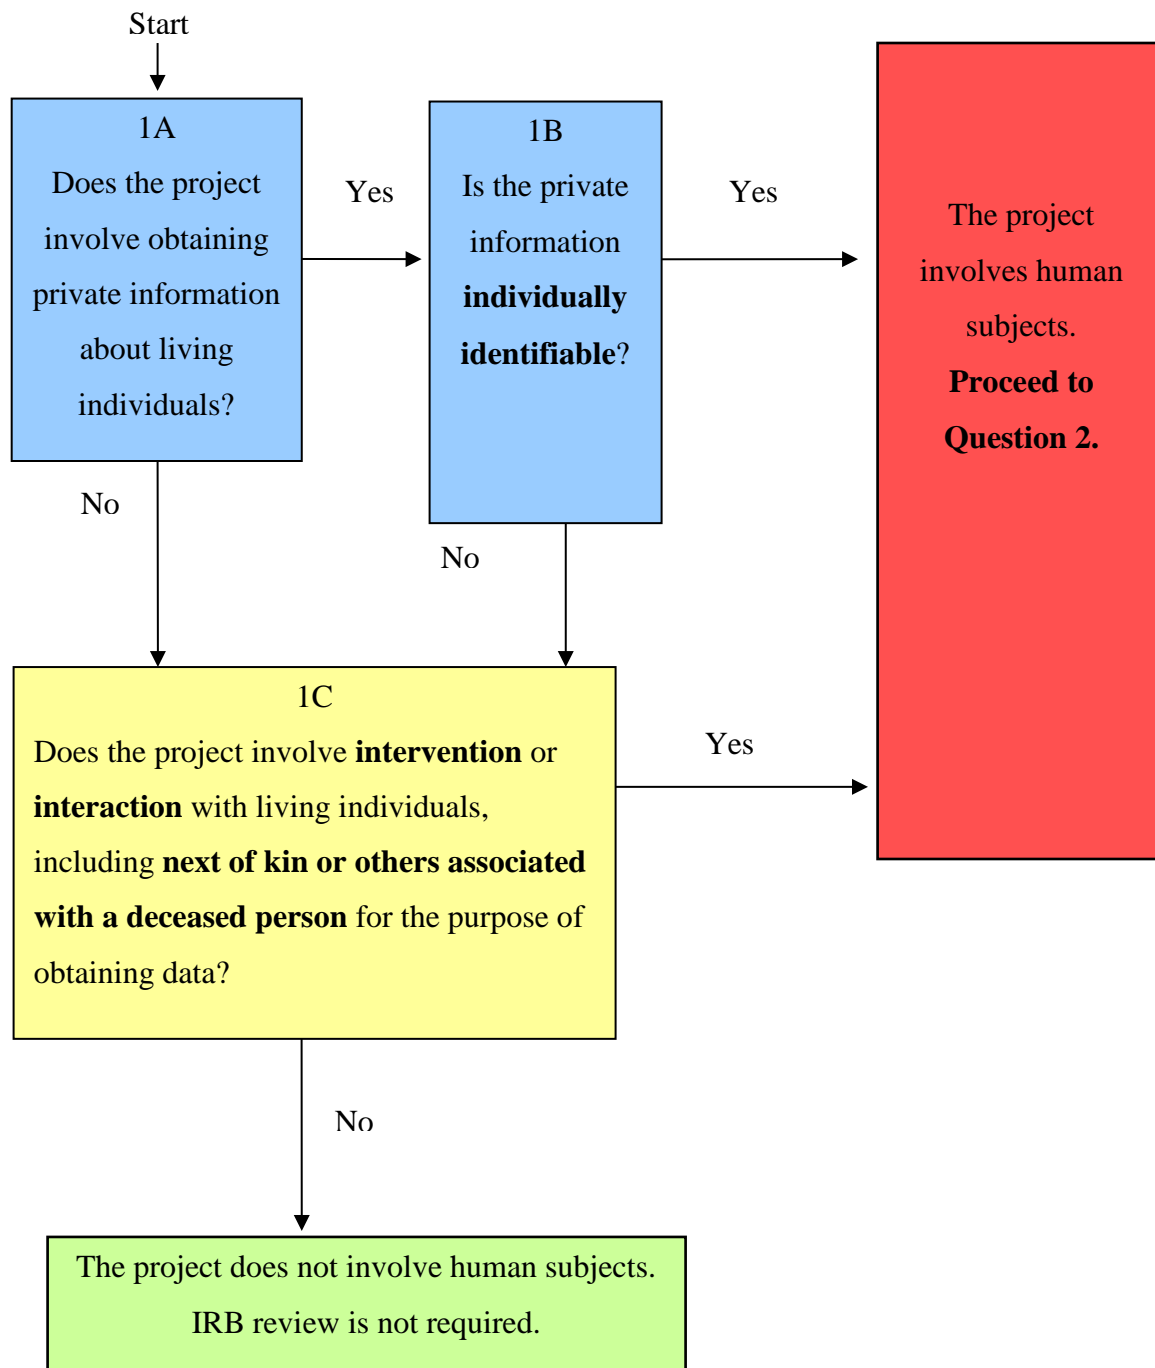 Start
1A
Does the project
involve obtaining
private information
about living
individuals?
Yes
1B
Is the private
information
individually
identifiable?
Yes
The project
involves human
subjects.
Proceed to
Question 2.
No
No
1C
Does the project involve intervention or
interaction with living individuals,
including next of kin or others associated
with a deceased person for the purpose of
obtaining data?
Yes
No
The project does not involve human subjects.
IRB review is not required.